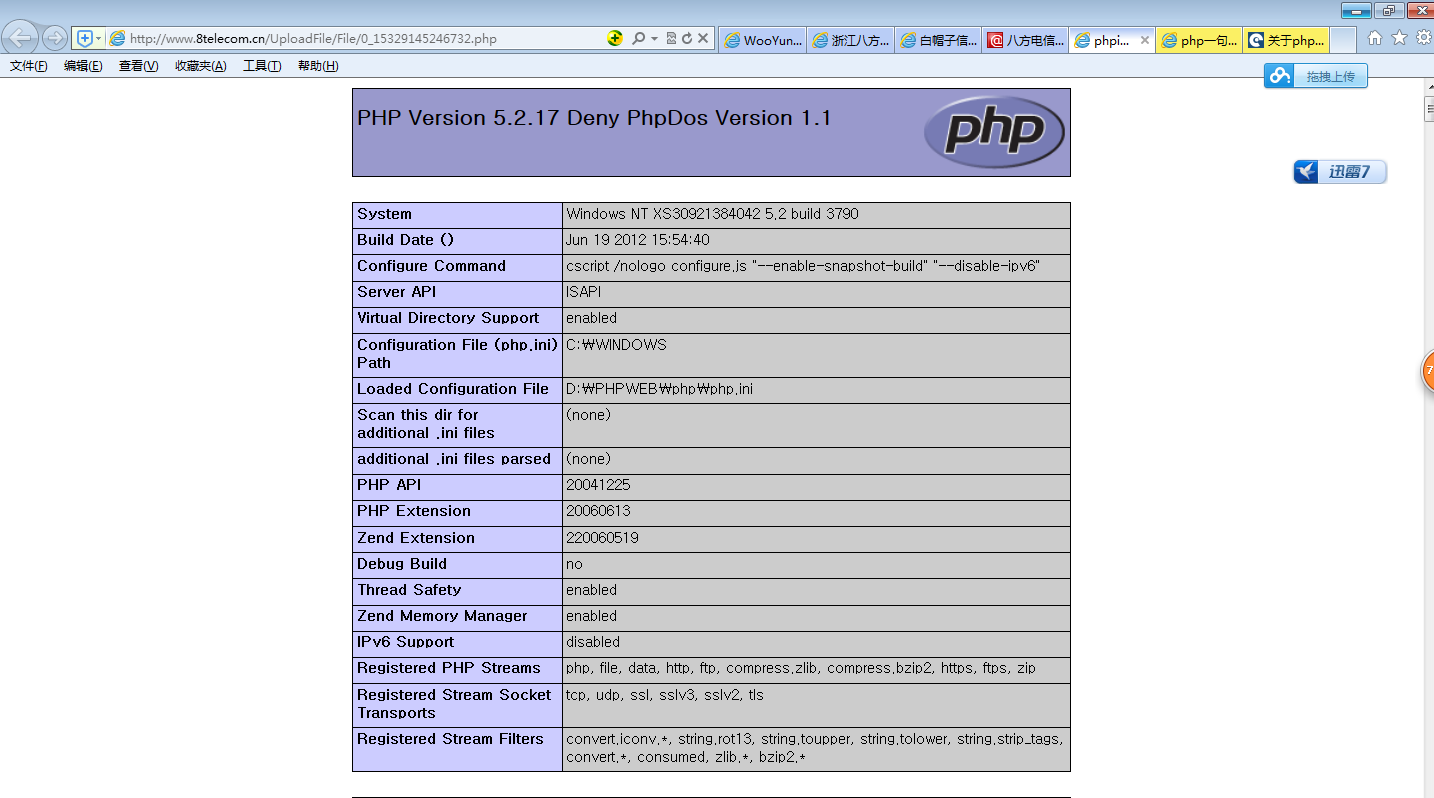 http://www.8telecom.cn/UploadFile/File/0_15329145246732.php
WooYun...
浙江八方...
白帽子信...
八方电信...
phpi...
php一句...
关于php...
文件(F) 编辑(E) 查看(V) 收藏夹(A) 工具(T) 帮助(H)
拖拽上传
PHP Version 5.2.17 Deny PhpDos Version 1.1
php
迅雷7
System Windows NT XS30921384042 5.2 build 3790
Build Date () Jun 19 2012 15:54:40
Configure Command cscript /nologo configure.js "--enable-snapshot-build" "--disable-ipv6"
Server API ISAPI
Virtual Directory Support enabled
Configuration File (php.ini) C:₩WINDOWS
Path
Loaded Configuration File D:₩PHPWEB₩php₩php.ini
Scan this dir for (none)
additional .ini files
additional .ini files parsed (none)
PHP API 20041225
PHP Extension 20060613
Zend Extension 220060519
Debug Build no
Thread Safety enabled
Zend Memory Manager enabled
IPv6 Support disabled
Registered PHP Streams php, file, data, http, ftp, compress.zlib, compress.bzip2, https, ftps, zip
Registered Stream Socket tcp, udp, ssl, sslv3, sslv2, tls
Transports
Registered Stream Filters convert.iconv.*, string.rot13, string.toupper, string.tolower, string.strip_tags,
convert.*, consumed, zlib.*, bzip2.*
7